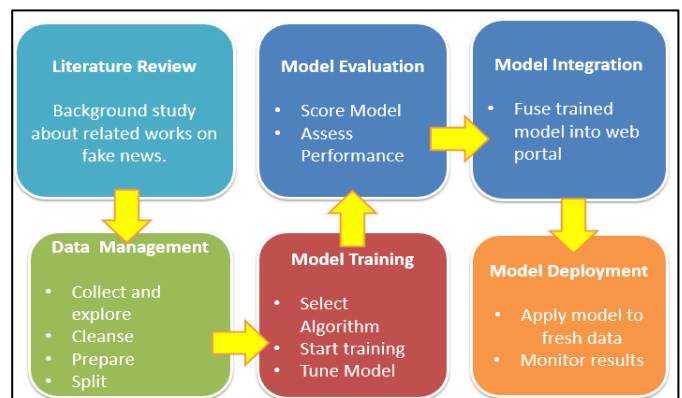 Literature Review
Background study
about related works on
fake news.
Model Evaluation
• Score Model
• Assess
Performance
Model Integration
• Fuse trained
model into web
portal
Data Management
• Collect and
explore
• Cleanse
• Prepare
• Split
Model Training
• Select
Algorithm
• Start training
• Tune Model
Model Deployment
• Apply model to
fresh data
• Monitor results